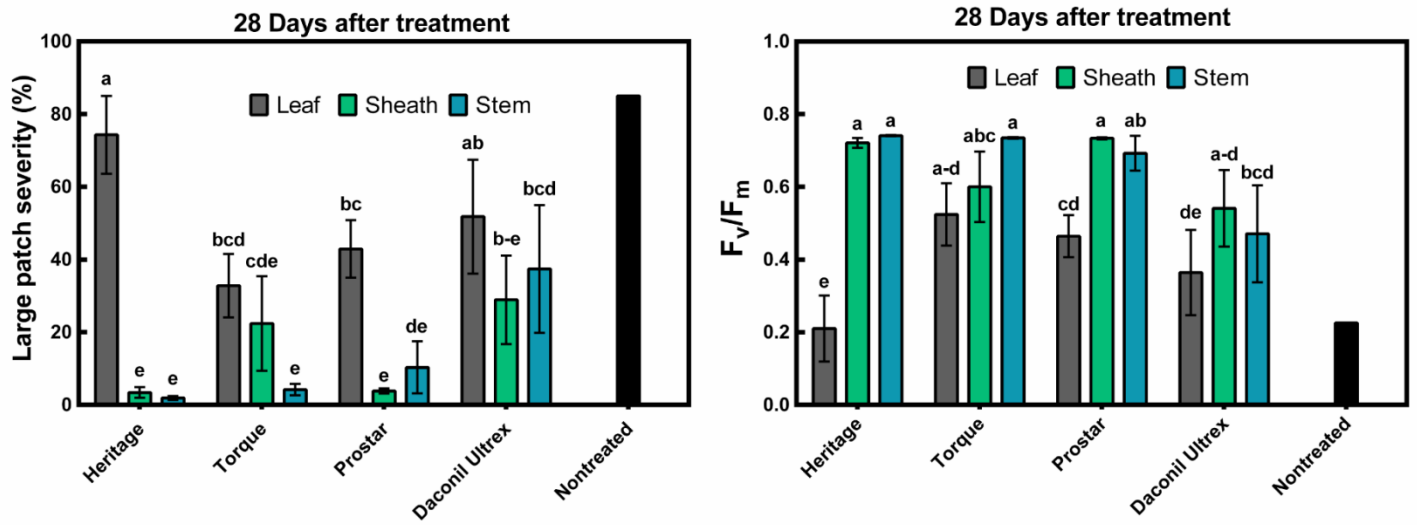 28 Days after treatment
Large patch severity (%)
100
80
60
40
20
0
Leaf Sheath Stem
a
e
e
bcd
cde
e
bc
e
de
ab
b-e
bcd
Heritage
Torque
Prostar
Daconil Ultrex
Nontreated
28 Days after treatment
Fv/Fm
1.0
0.8
0.6
0.4
0.2
0.0
Leaf Sheath Stem
e
a
a
a-d
abc
a
cd
a
ab
de
a-d
bcd
Heritage
Torque
Prostar
Daconil Ultrex
Nontreated